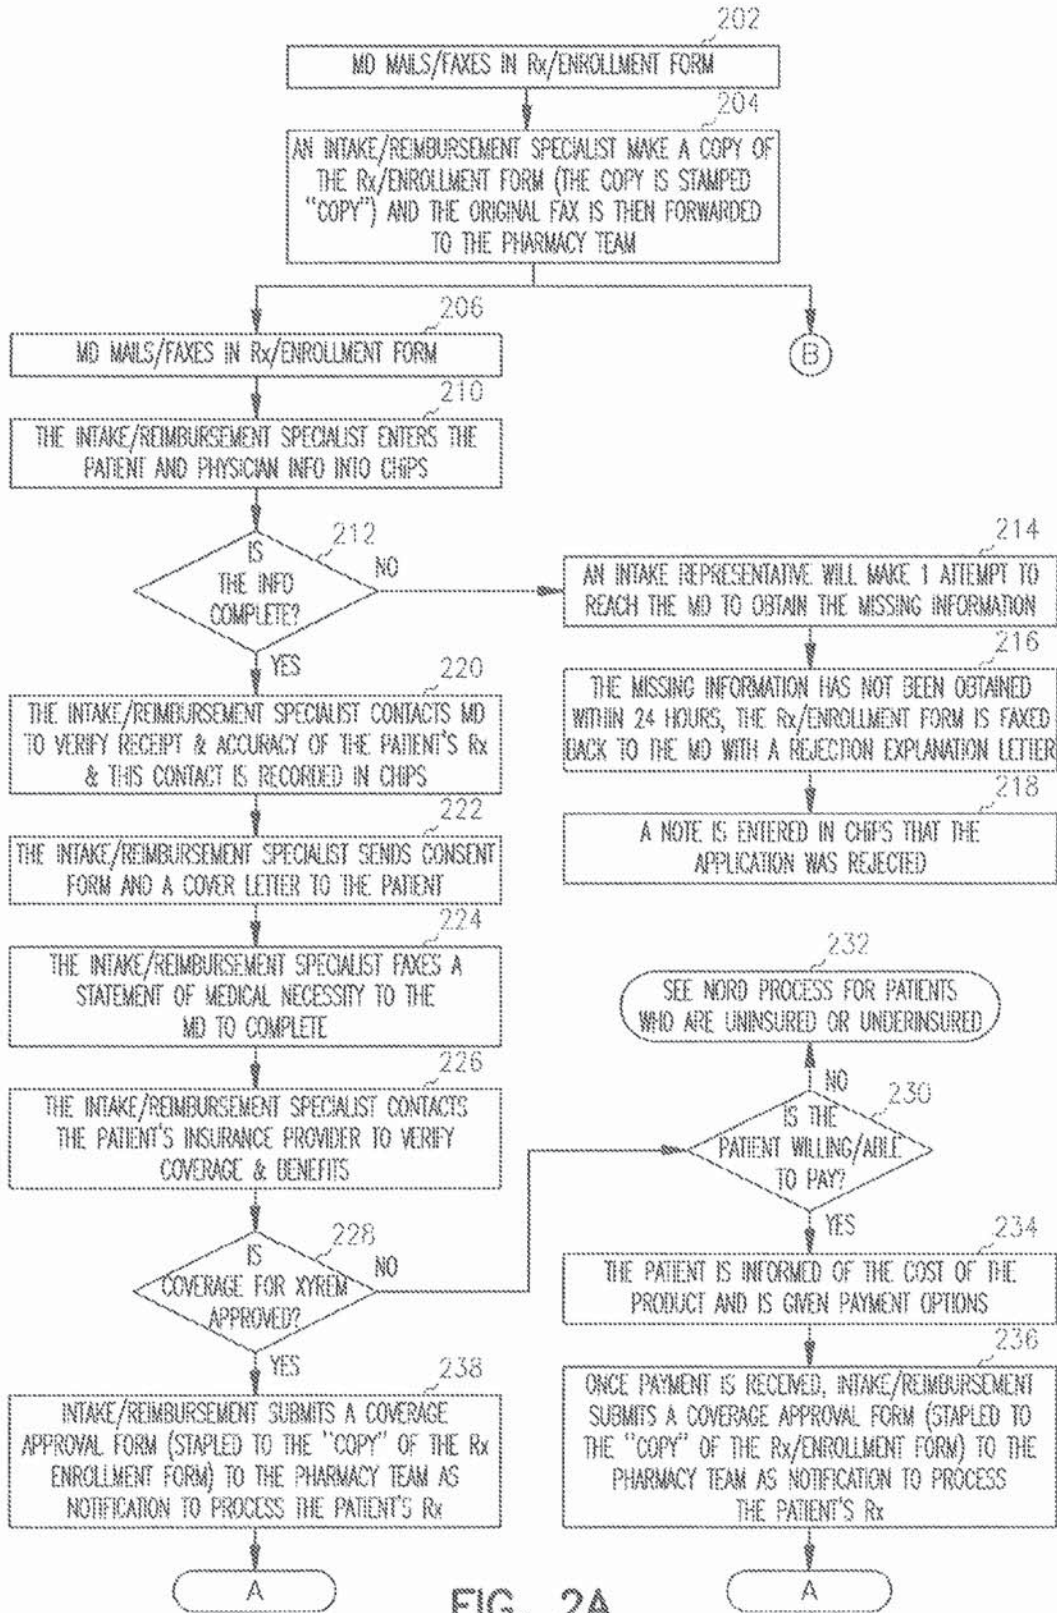 202
MD MAILS/FAXES IN Rx/ENROLLMENT FORM
204
AN INTAKE/REIMBURSEMENT SPECIALIST MAKE A COPY OF
THE Rx/ENROLLMENT FORM (THE COPY IS STAMPED
"COPY") AND THE ORIGINAL FAX IS THEN FORWARDED
TO THE PHARMACY TEAM
206
MD MAILS/FAXES IN Rx/ENROLLMENT FORM
B
210
THE INTAKE/REIMBURSEMENT SPECIALIST ENTERS THE
PATIENT AND PHYSICIAN INFO INTO CHIPS
212
IS
THE INFO
COMPLETE?
NO
YES
214
AN INTAKE REPRESENTATIVE WILL MAKE 1 ATTEMPT TO
REACH THE MD TO OBTAIN THE MISSING INFORMATION
216
THE MISSING INFORMATION HAS NOT BEEN OBTAINED
WITHIN 24 HOURS, THE Rx/ENROLLMENT FORM IS FAXED
BACK TO THE MD WITH A REJECTION EXPLANATION LETTER
218
A NOTE IS ENTERED IN CHIPS THAT THE
APPLICATION WAS REJECTED
220
THE INTAKE/REIMBURSEMENT SPECIALIST CONTACTS MD
TO VERIFY RECEIPT & ACCURACY OF THE PATIENT'S Rx
& THIS CONTACT IS RECORDED IN CHIPS
222
THE INTAKE/REIMBURSEMENT SPECIALIST SENDS CONSENT
FORM AND A COVER LETTER TO THE PATIENT
224
THE INTAKE/REIMBURSEMENT SPECIALIST FAXES A
STATEMENT OF MEDICAL NECESSITY TO THE
MD TO COMPLETE
226
THE INTAKE/REIMBURSEMENT SPECIALIST CONTACTS
THE PATIENT'S INSURANCE PROVIDER TO VERIFY
COVERAGE & BENEFITS
228
IS
COVERAGE FOR XYREM
APPROVED?
NO
YES
232
SEE NORD PROCESS FOR PATIENTS
WHO ARE UNINSURED OR UNDERINSURED
NO
230
IS THE
PATIENT WILLING/ABLE
TO PAY?
YES
234
THE PATIENT IS INFORMED OF THE COST OF THE
PRODUCT AND IS GIVEN PAYMENT OPTIONS
236
ONCE PAYMENT IS RECEIVED, INTAKE/REIMBURSEMENT
SUBMITS A COVERAGE APPROVAL FORM (STAPLED TO
THE "COPY" OF THE Rx/ENROLLMENT FORM) TO THE
PHARMACY TEAM AS NOTIFICATION TO PROCESS
THE PATIENT'S Rx
A
238
INTAKE/REIMBURSEMENT SUBMITS A COVERAGE
APPROVAL FORM (STAPLED TO THE "COPY" OF THE Rx
ENROLLMENT FORM) TO THE PHARMACY TEAM AS
NOTIFICATION TO PROCESS THE PATIENT'S Rx
A
FIG. 2A